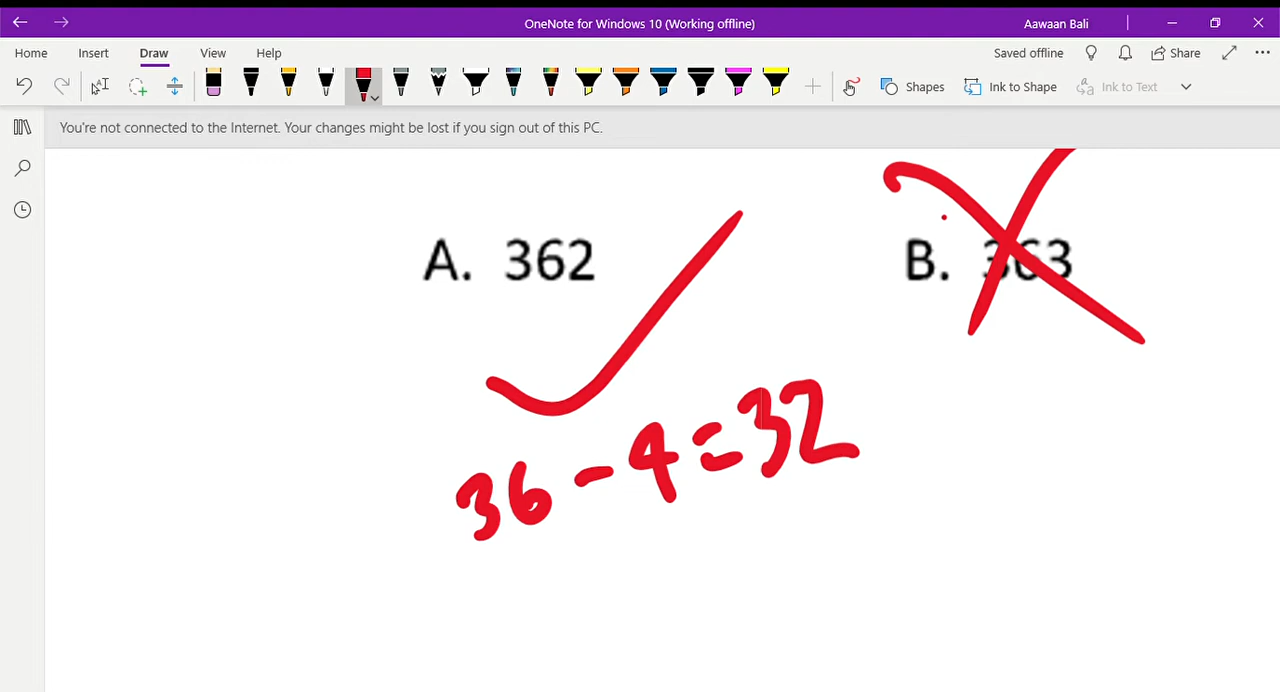 OneNote for Windows 10 (Working offline)
Aawaan Bali
Home Insert Draw View Help
Saved offline
Share
Shapes
Ink to Shape
Ink to Text
You're not connected to the Internet. Your changes might be lost if you sign out of this PC.
A. 362
B. 363
36 - 4 = 32